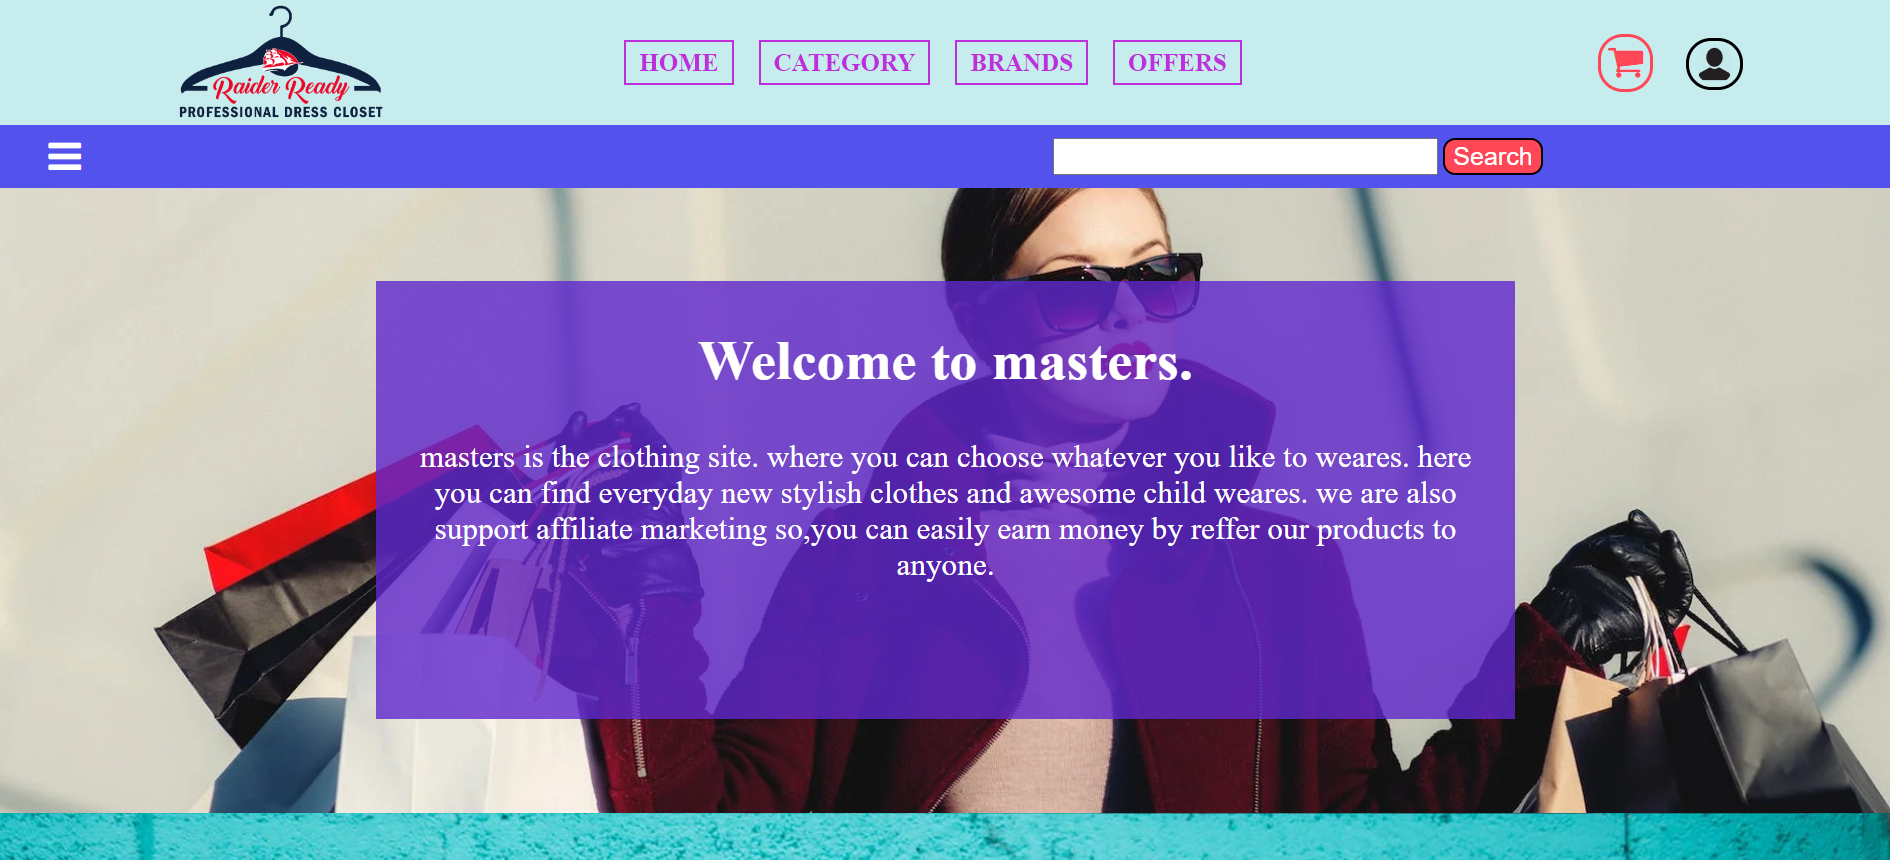 Raider Ready
PROFESSIONAL DRESS CLOSET
HOME CATEGORY BRANDS OFFERS
Search
Welcome to masters.
masters is the clothing site. where you can choose whatever you like to weares. here
you can find everyday new stylish clothes and awesome child weares. we are also
support affiliate marketing so,you can easily earn money by reffer our products to
anyone.